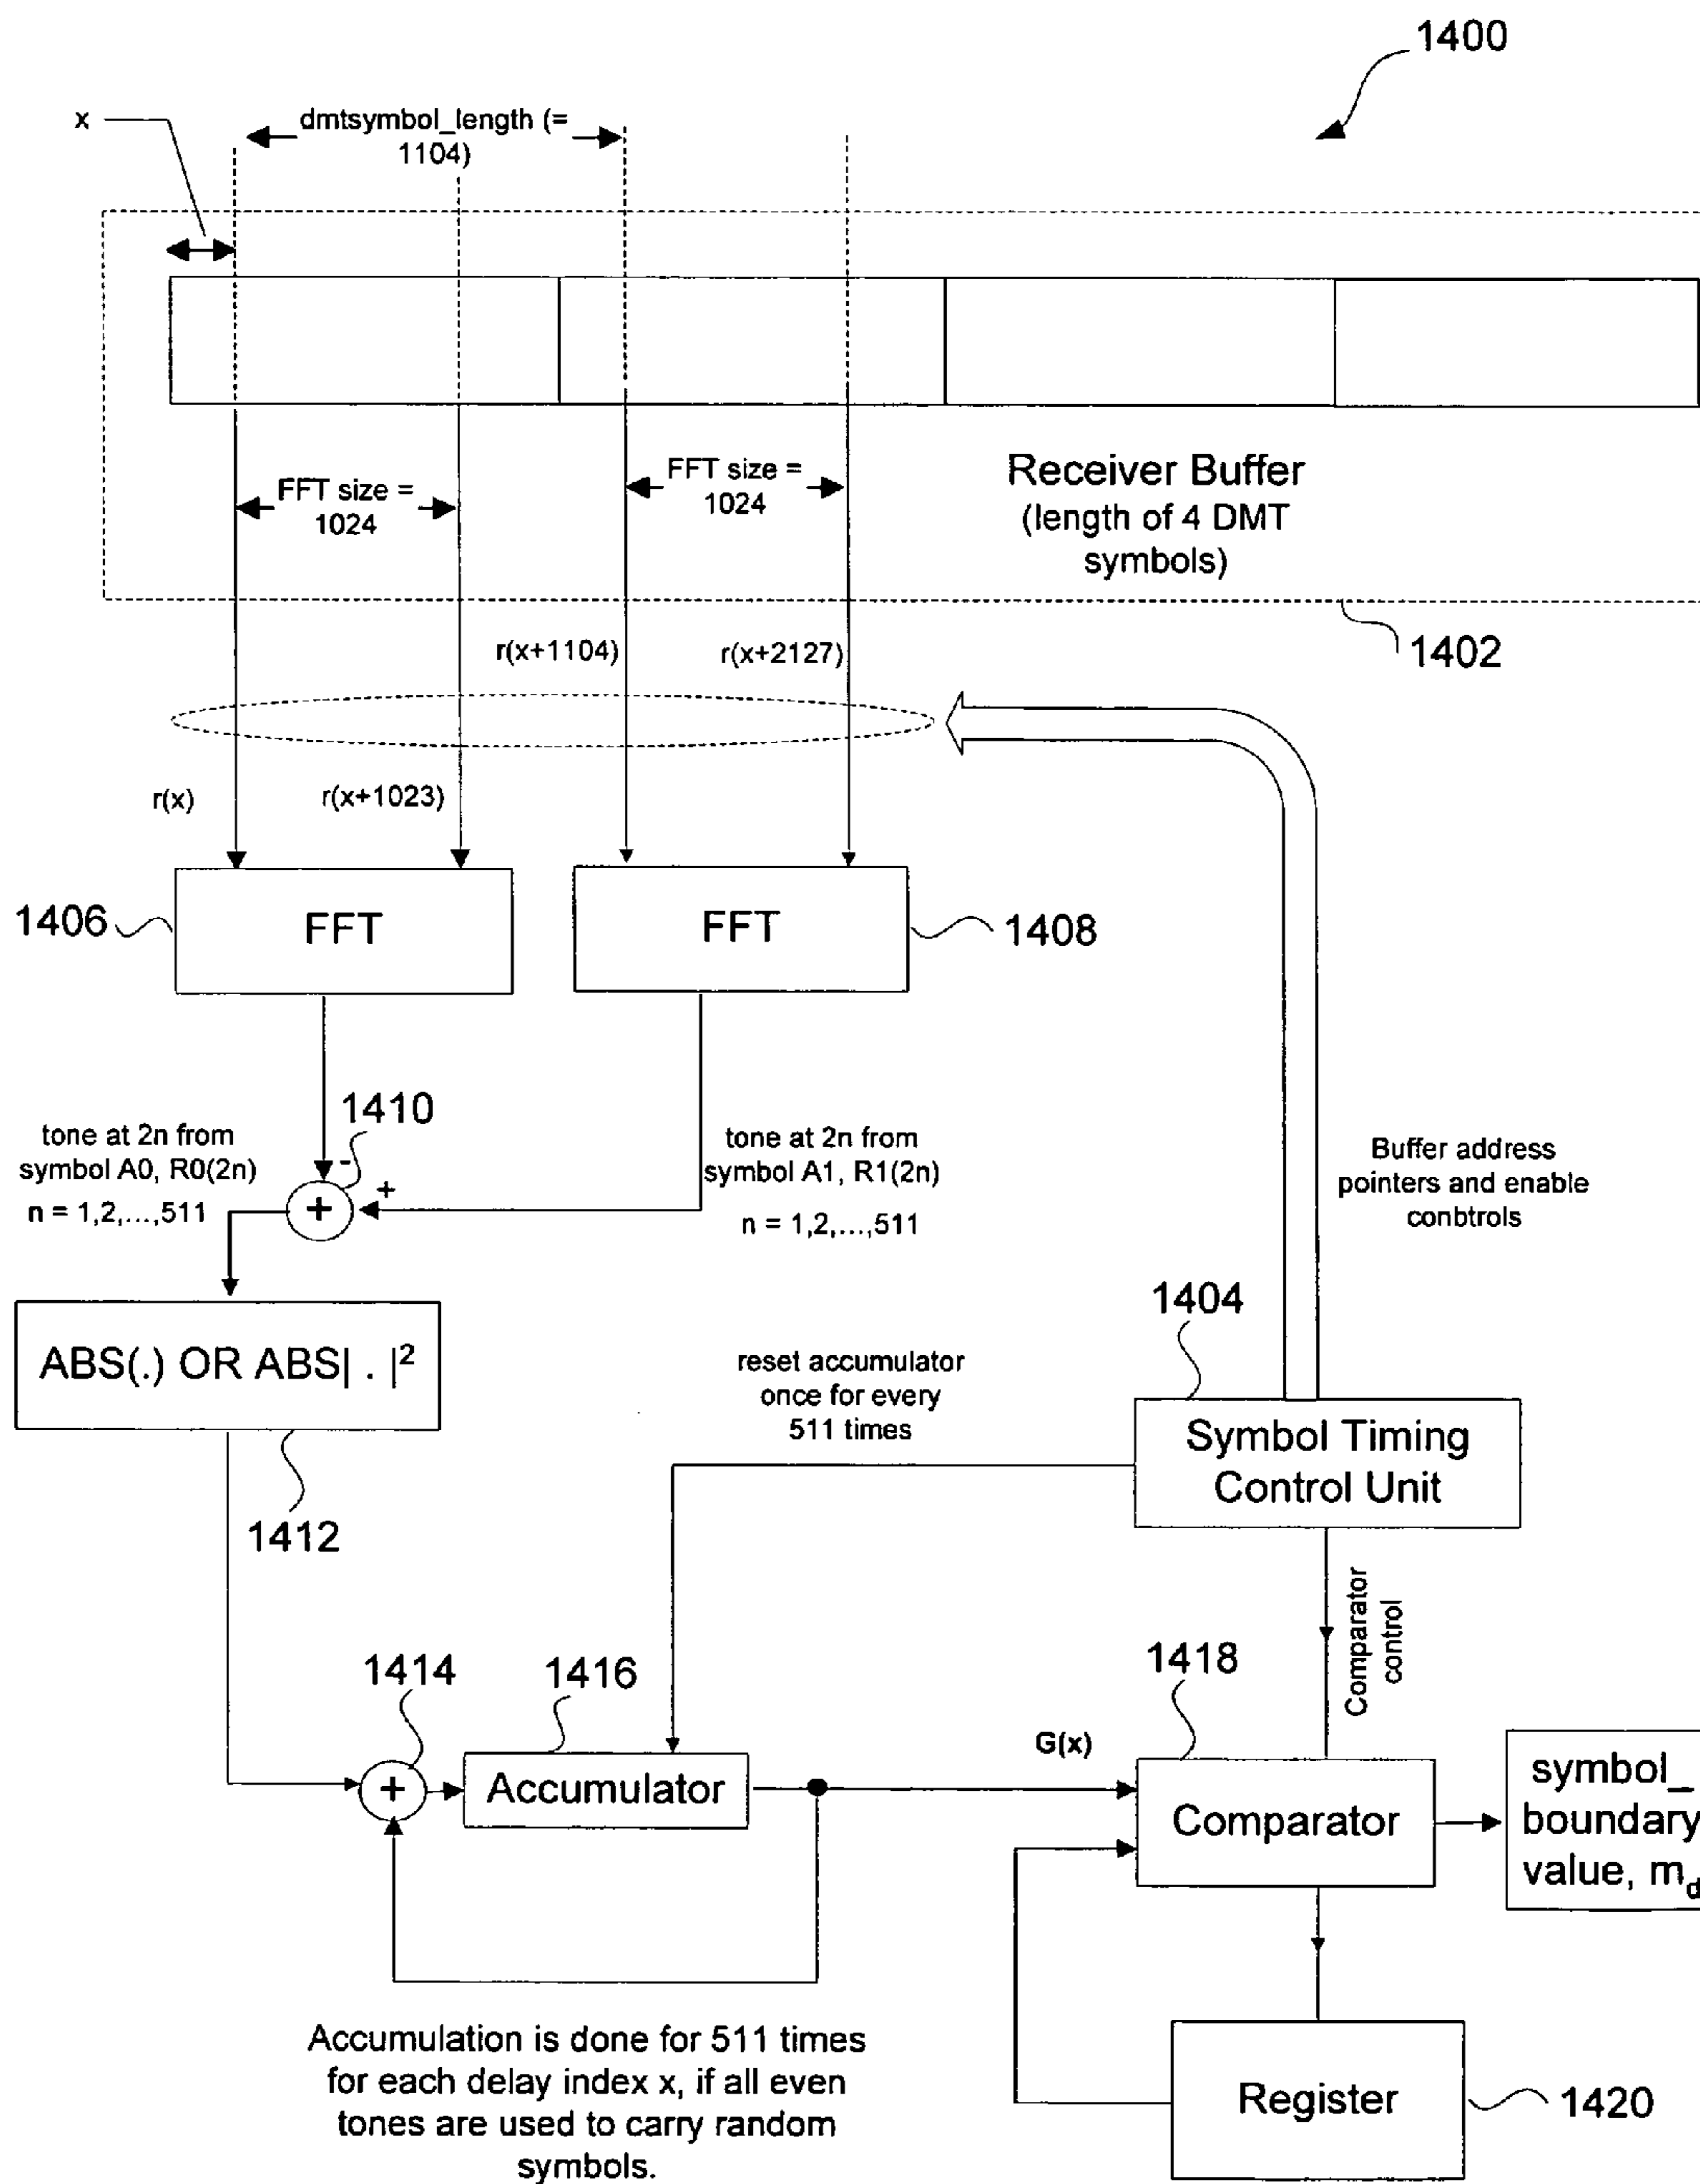 1400
x
dmtsymbol_length (=
1104)
FFT size =
1024
FFT size =
1024
Receiver Buffer
(length of 4 DMT
symbols)
1402
r(x+1104)
r(x+2127)
r(x)
r(x+1023)
1406
FFT
FFT
1408
1410
tone at 2n from
symbol A0, R0(2n)
n = 1,2,...,511
-
+
+
tone at 2n from
symbol A1, R1(2n)
n = 1,2,...,511
Buffer address
pointers and enable
conbtrols
ABS(.) OR ABS| . |²
1412
reset accumulator
once for every
511 times
1404
Symbol Timing
Control Unit
Comparator
control
1414
1416
1418
+
Accumulator
G(x)
Comparator
symbol_
boundary
value, m_d
Accumulation is done for 511 times
for each delay index x, if all even
tones are used to carry random
symbols.
Register
1420